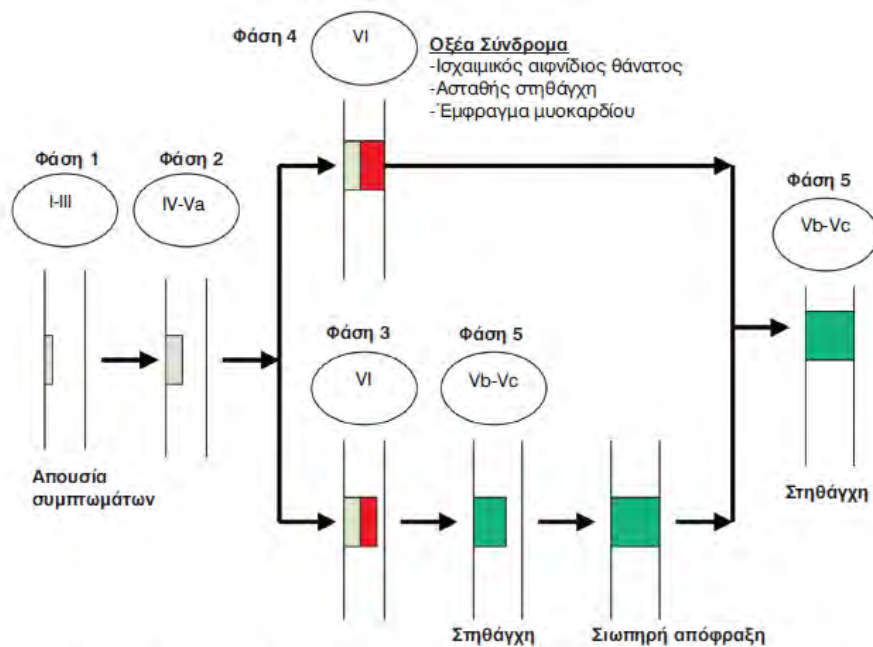 Φάση 4
VI
Οξέα Σύνδρομα
-Ισχαιμικός αιφνίδιος θάνατος
-Ασταθής στηθάγχη
-Έμφραγμα μυοκαρδίου
Φάση 1
I-III
Φάση 2
IV-Va
Φάση 5
Vb-Vc
Φάση 3
VI
Φάση 5
Vb-Vc
Απουσία
συμπτωμάτων
Στηθάγχη
Στηθάγχη
Σιωπηρή απόφραξη